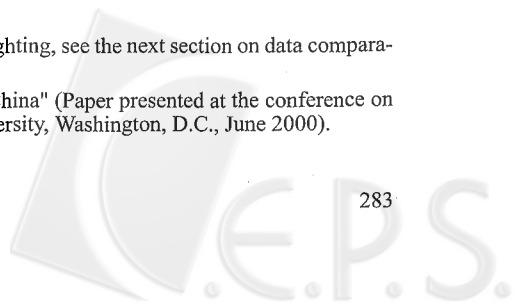 ghting, see the next section on data compara-
hina" (Paper presented at the conference on
ersity, Washington, D.C., June 2000).
283
C.E.P.S.